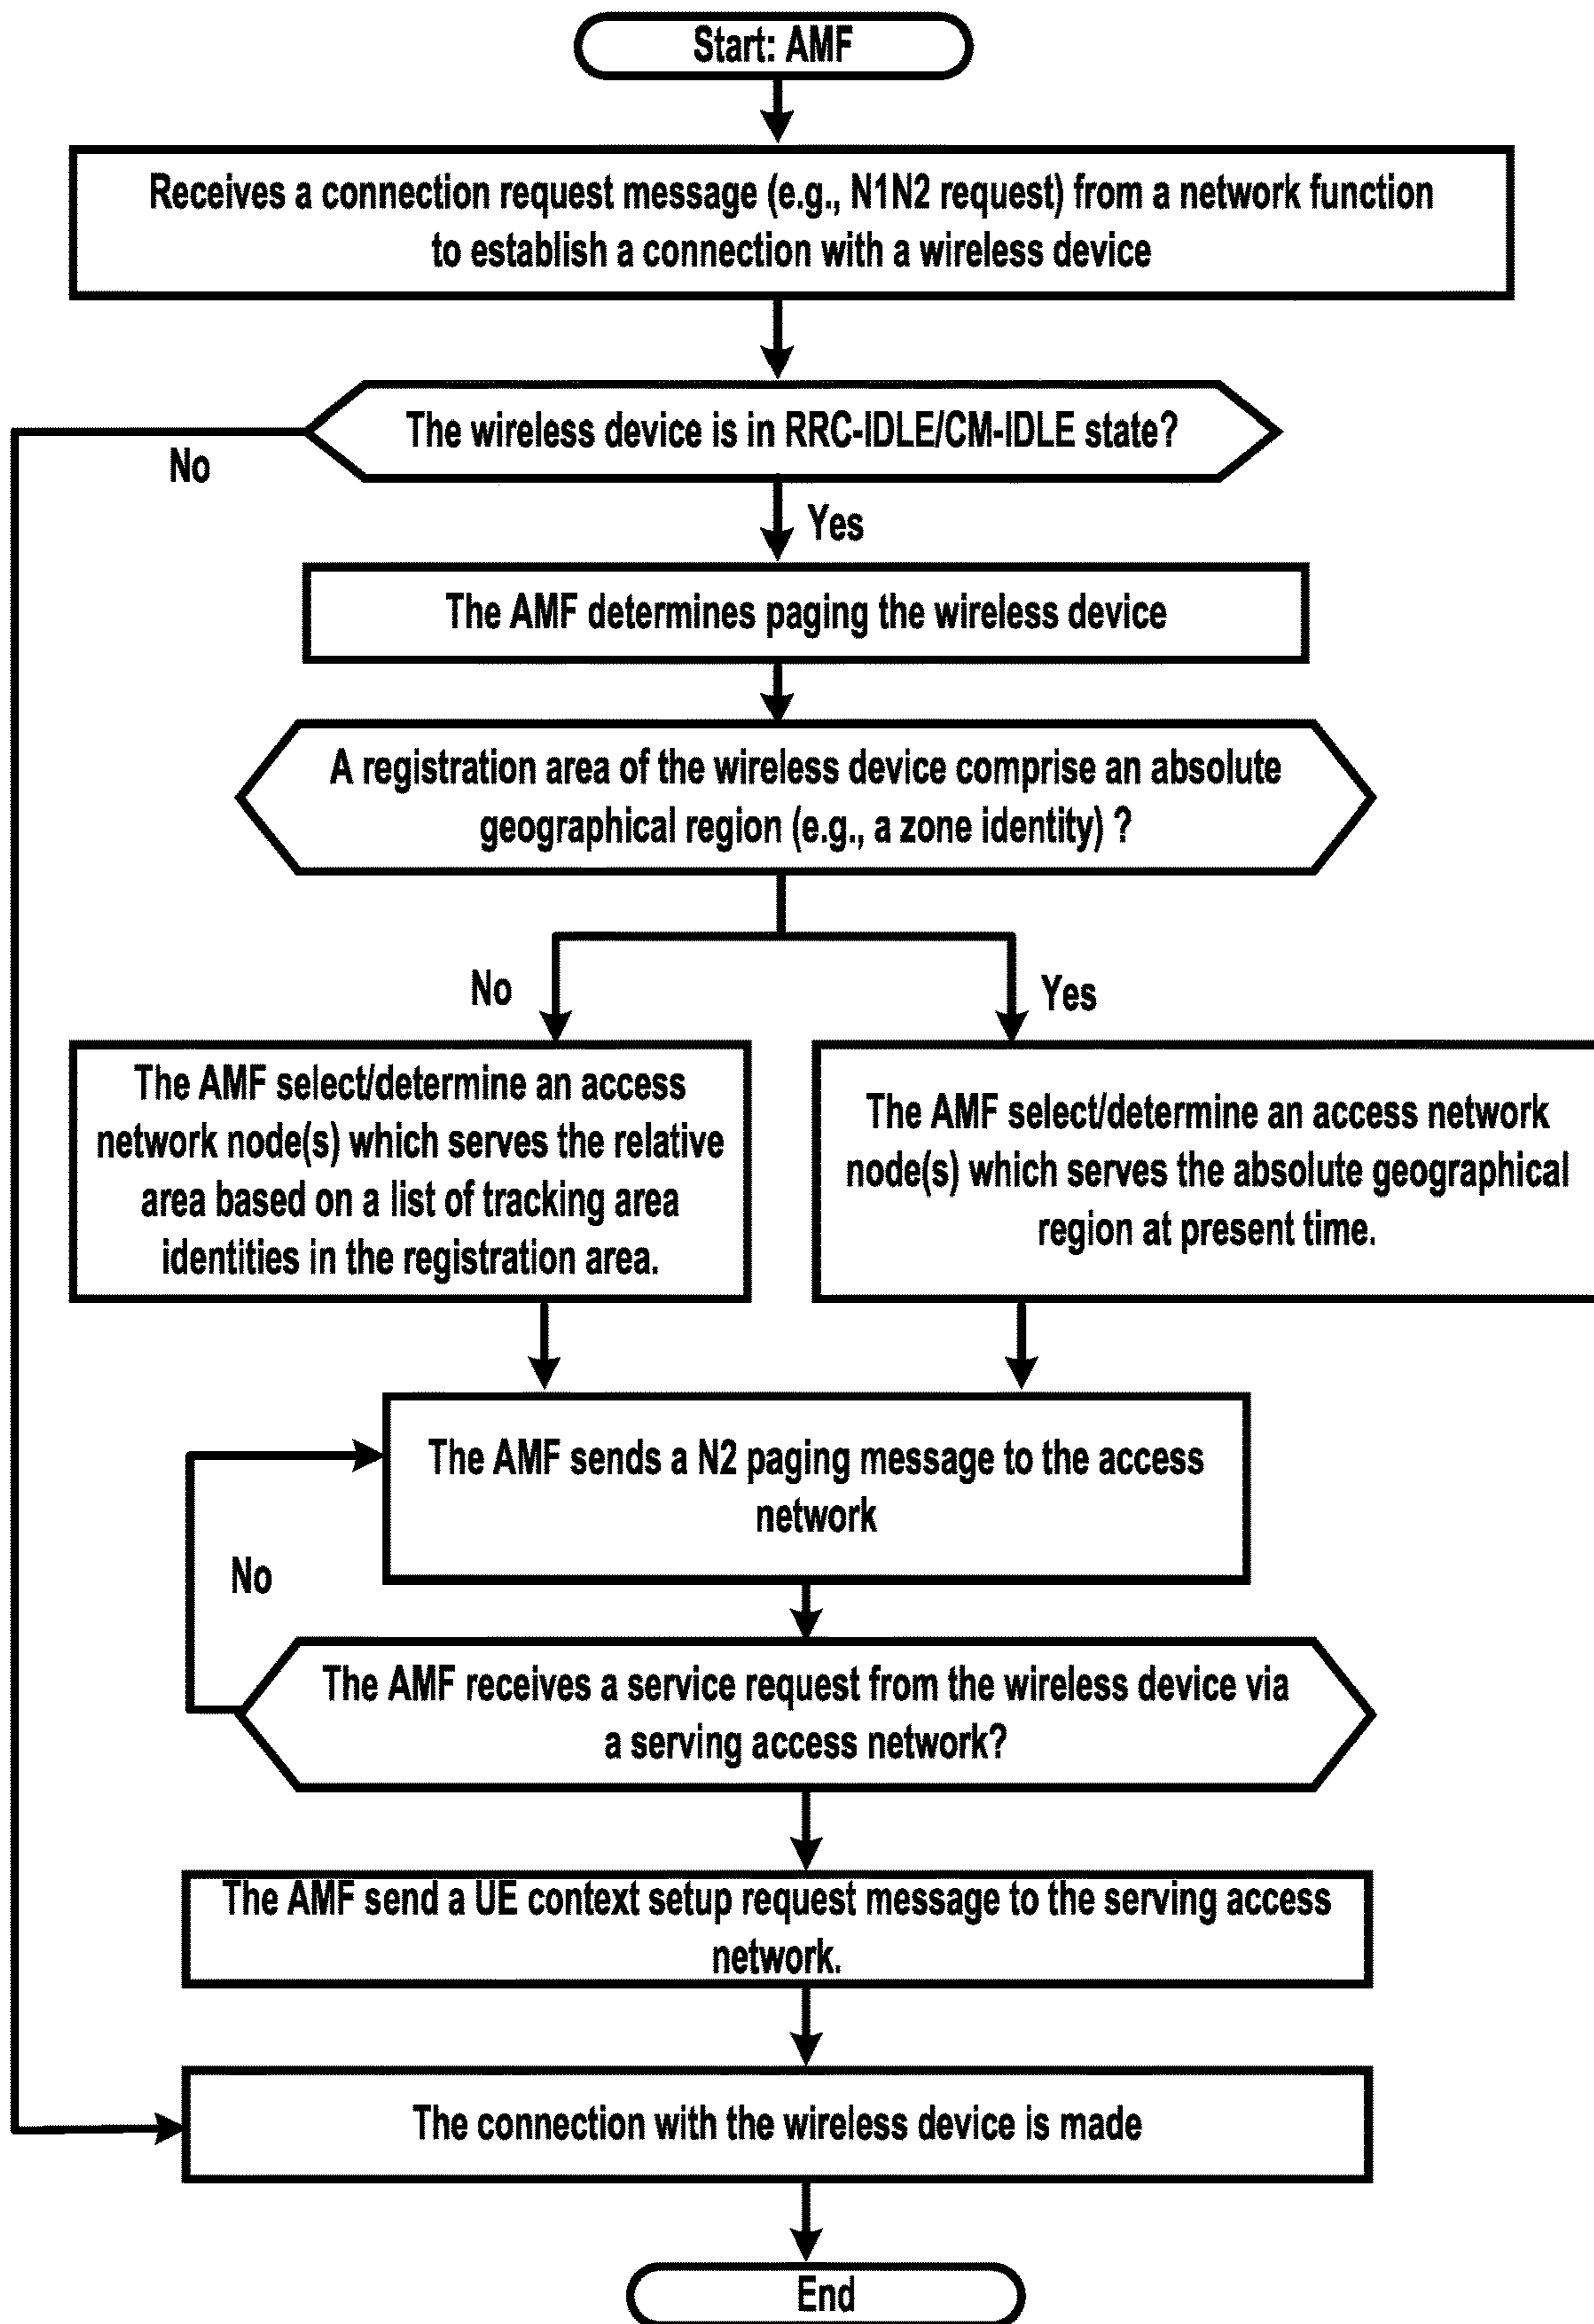 Start: AMF
Receives a connection request message (e.g., N1N2 request) from a network function
to establish a connection with a wireless device
The wireless device is in RRC-IDLE/CM-IDLE state?
No
Yes
The AMF determines paging the wireless device
A registration area of the wireless device comprise an absolute
geographical region (e.g., a zone identity) ?
No
Yes
The AMF select/determine an access
network node(s) which serves the relative
area based on a list of tracking area
identities in the registration area.
The AMF select/determine an access network
node(s) which serves the absolute geographical
region at present time.
The AMF sends a N2 paging message to the access
network
No
The AMF receives a service request from the wireless device via
a serving access network?
The AMF send a UE context setup request message to the serving access
network.
The connection with the wireless device is made
End